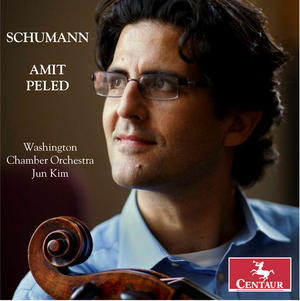 SCHUMANN
AMIT
PELED
Washington
Chamber Orchestra
Jun Kim
CENTAUR